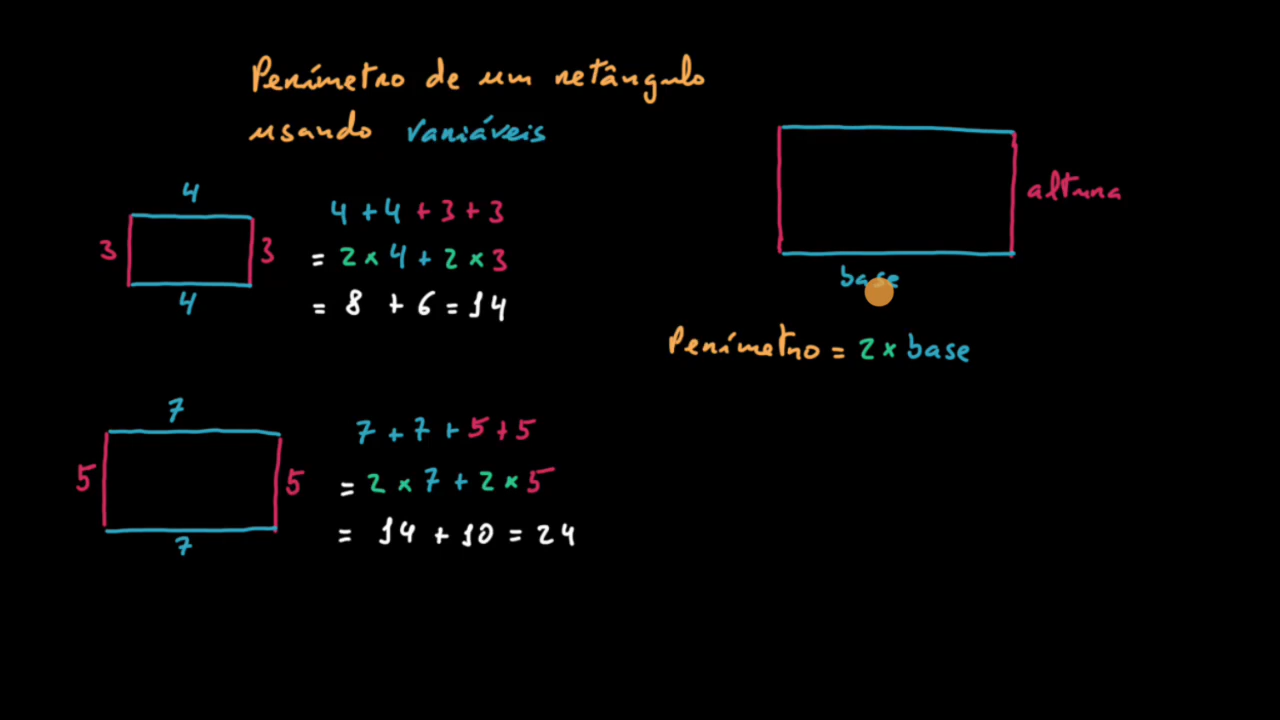 Perímetro de um retângulo
usando variáveis
4
3
3
4
4 + 4 + 3 + 3
= 2 × 4 + 2 × 3
= 8 + 6 = 14
7
5
5
7
7 + 7 + 5 + 5
= 2 × 7 + 2 × 5
= 14 + 10 = 24
altura
base
Perímetro = 2 × base